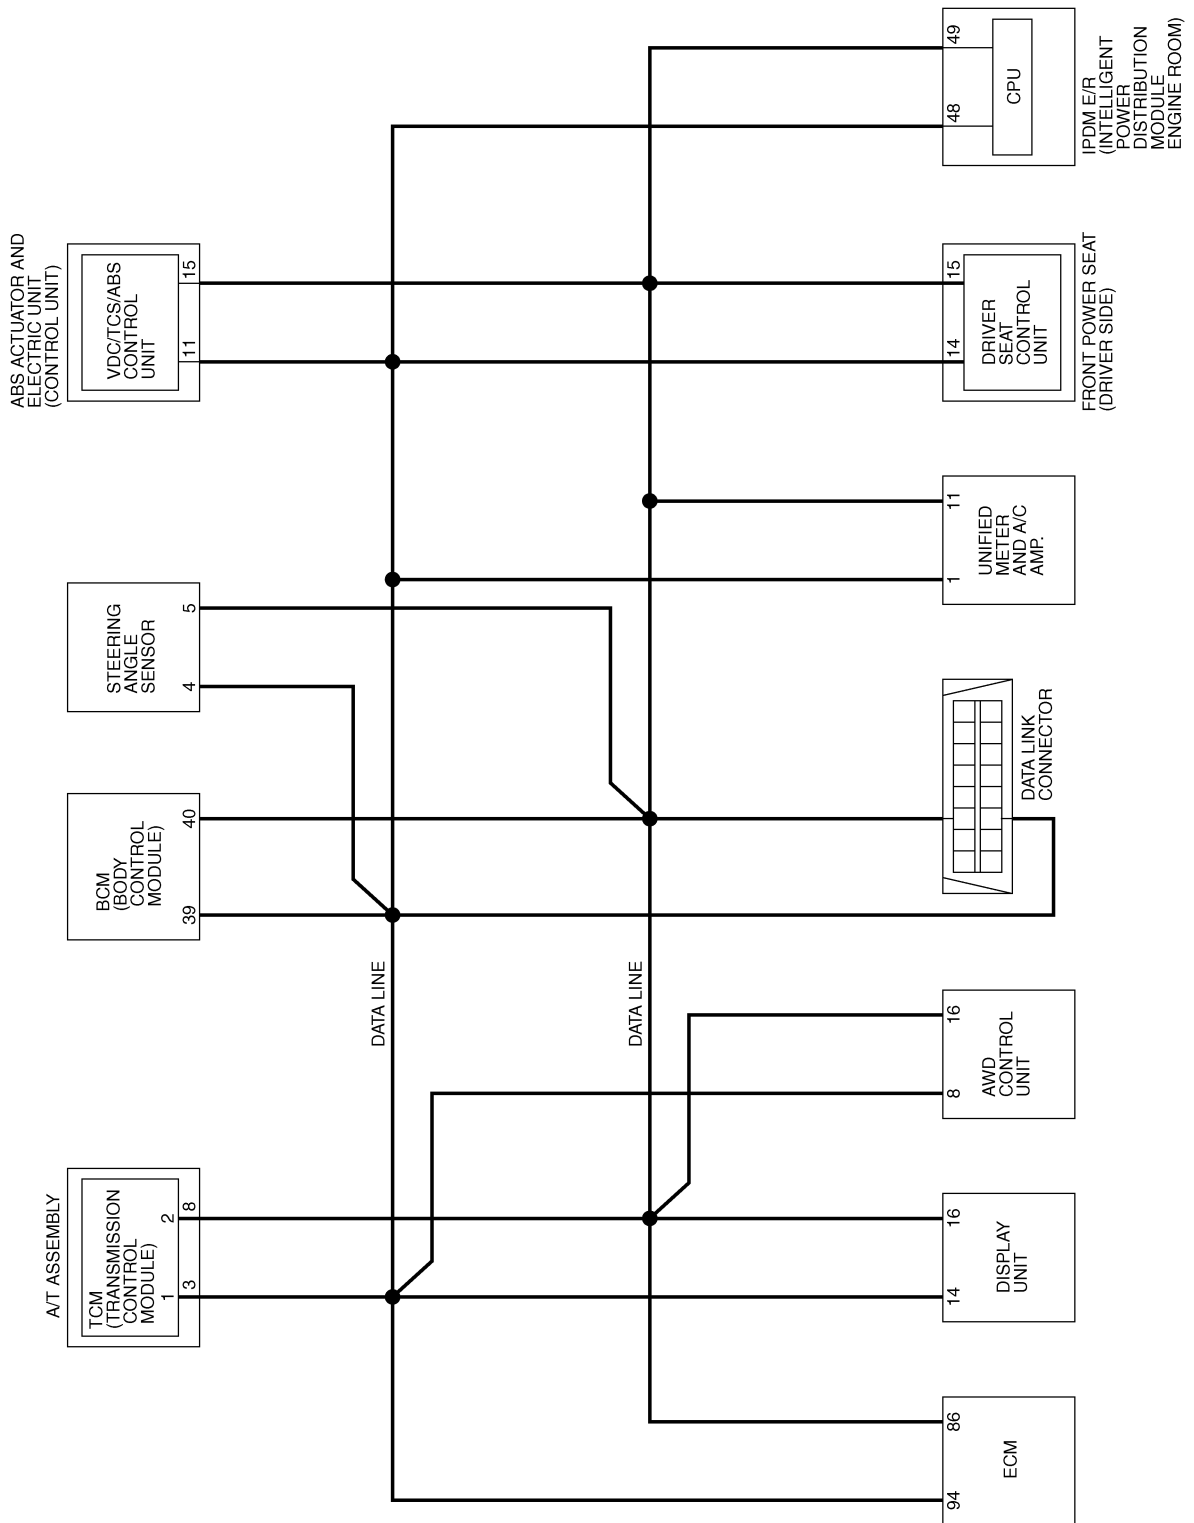 A/T ASSEMBLY
TCM
(TRANSMISSION
CONTROL
MODULE)
1
2
3
8
BCM
(BODY
CONTROL
MODULE)
39
40
STEERING
ANGLE
SENSOR
4
5
ABS ACTUATOR AND
ELECTRIC UNIT
(CONTROL UNIT)
VDC/TCS/ABS
CONTROL
UNIT
11
15
DATA LINE
DATA LINE
94
86
ECM
14
16
DISPLAY
UNIT
8
16
AWD
CONTROL
UNIT
DATA LINK
CONNECTOR
1
11
UNIFIED
METER
AND A/C
AMP.
14
15
DRIVER
SEAT
CONTROL
UNIT
FRONT POWER SEAT
(DRIVER SIDE)
48
49
CPU
IPDM E/R
(INTELLIGENT
POWER
DISTRIBUTION
MODULE
ENGINE ROOM)